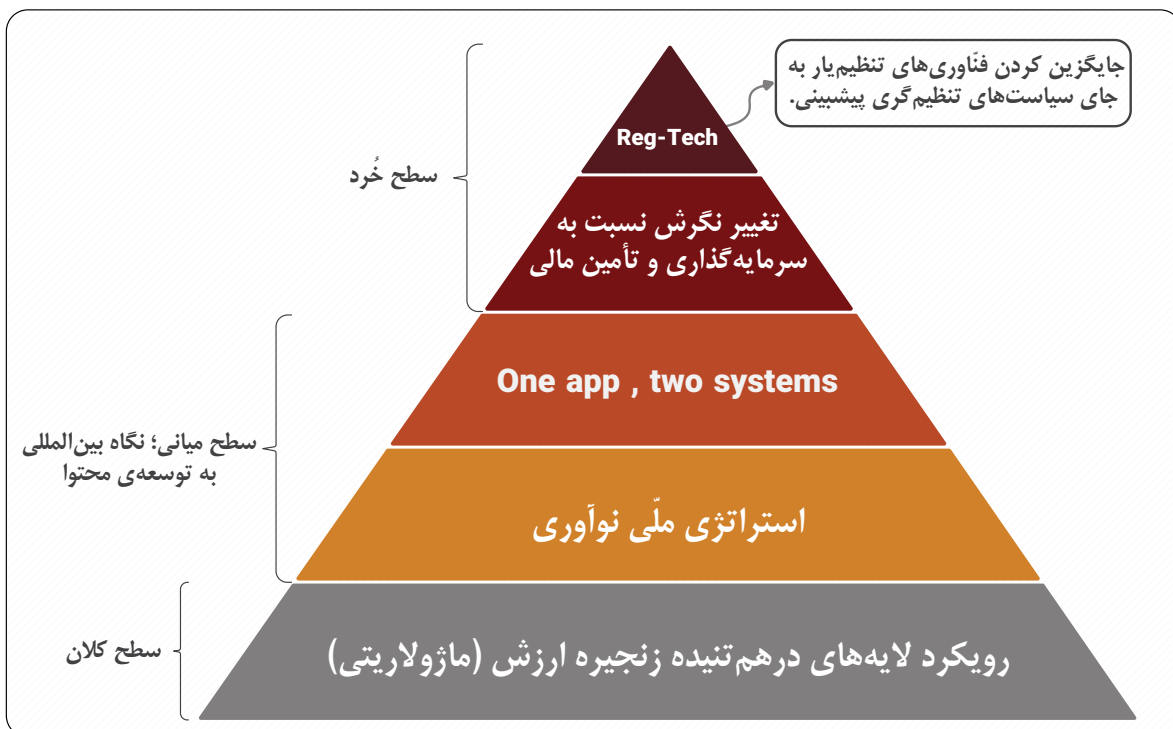 جایگزین کردن فنّاوری‌های تنظیم‌یار به
جای سیاست‌های تنظیم‌گری پیشبینی.
Reg-Tech
سطح خُرد
تغییر نگرش نسبت به
سرمایه‌گذاری و تأمین مالی
One app , two systems
سطح میانی؛ نگاه بین‌المللی
به توسعه‌ی محتوا
استراتژی ملّی نوآوری
رویکرد لایه‌های درهم‌تنیده زنجیره ارزش (ماژولاریتی)
سطح کلان